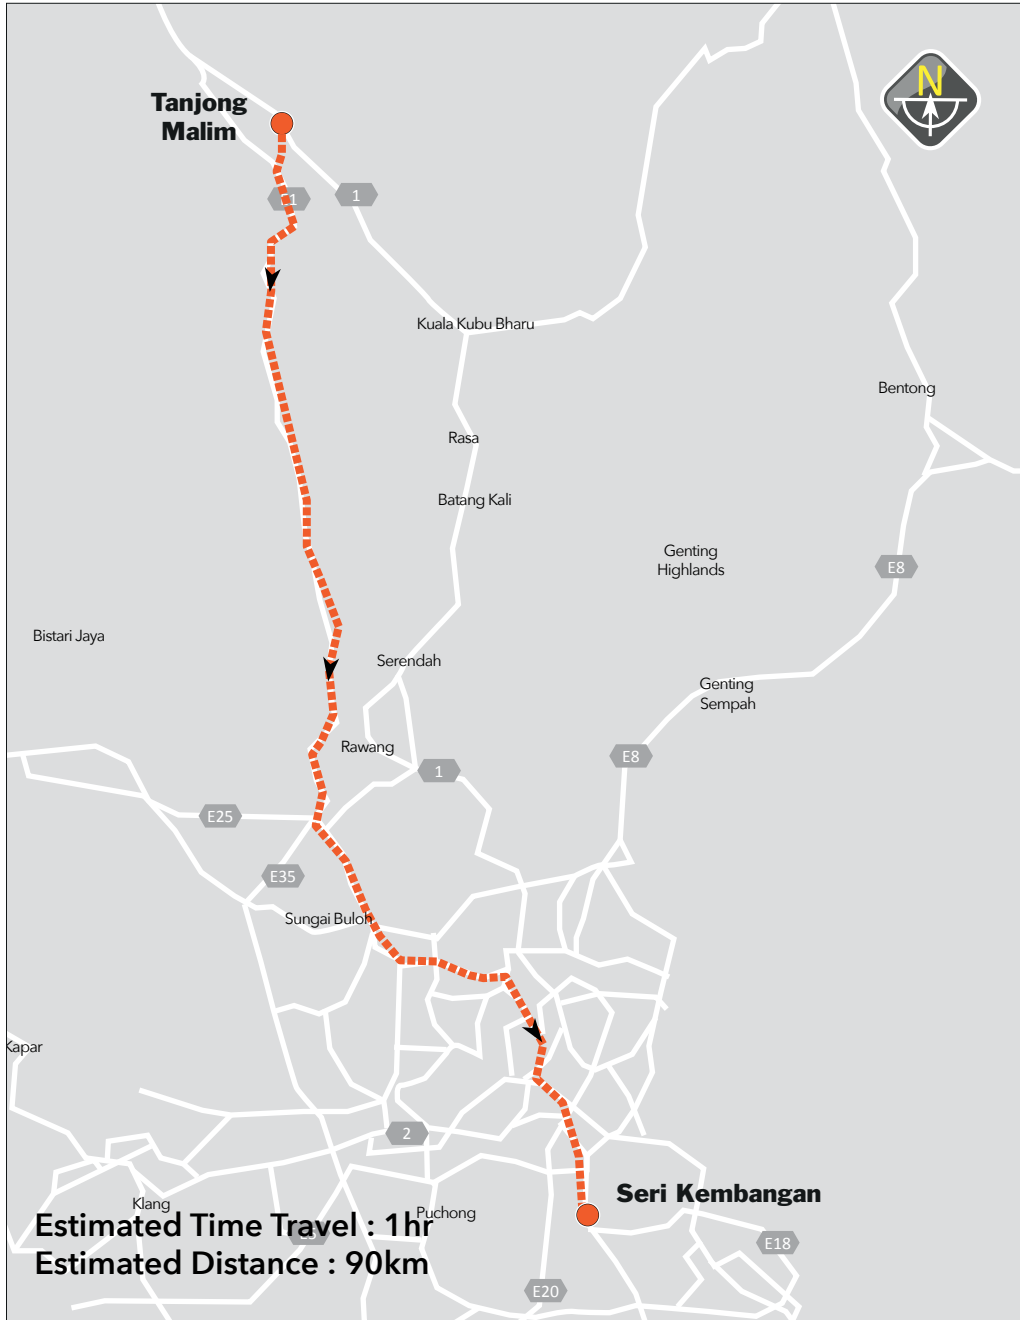 N
Tanjong
Malim
1
Kuala Kubu Bharu
Bentong
Rasa
Batang Kali
Genting
Highlands
E8
Bistari Jaya
Serendah
Genting
Sempah
Rawang
E8
1
E25
E35
Sungai Buloh
Kapar
2
Seri Kembangan
Klang
Puchong
Estimated Time Travel : 1hr
E18
Estimated Distance : 90km
E20